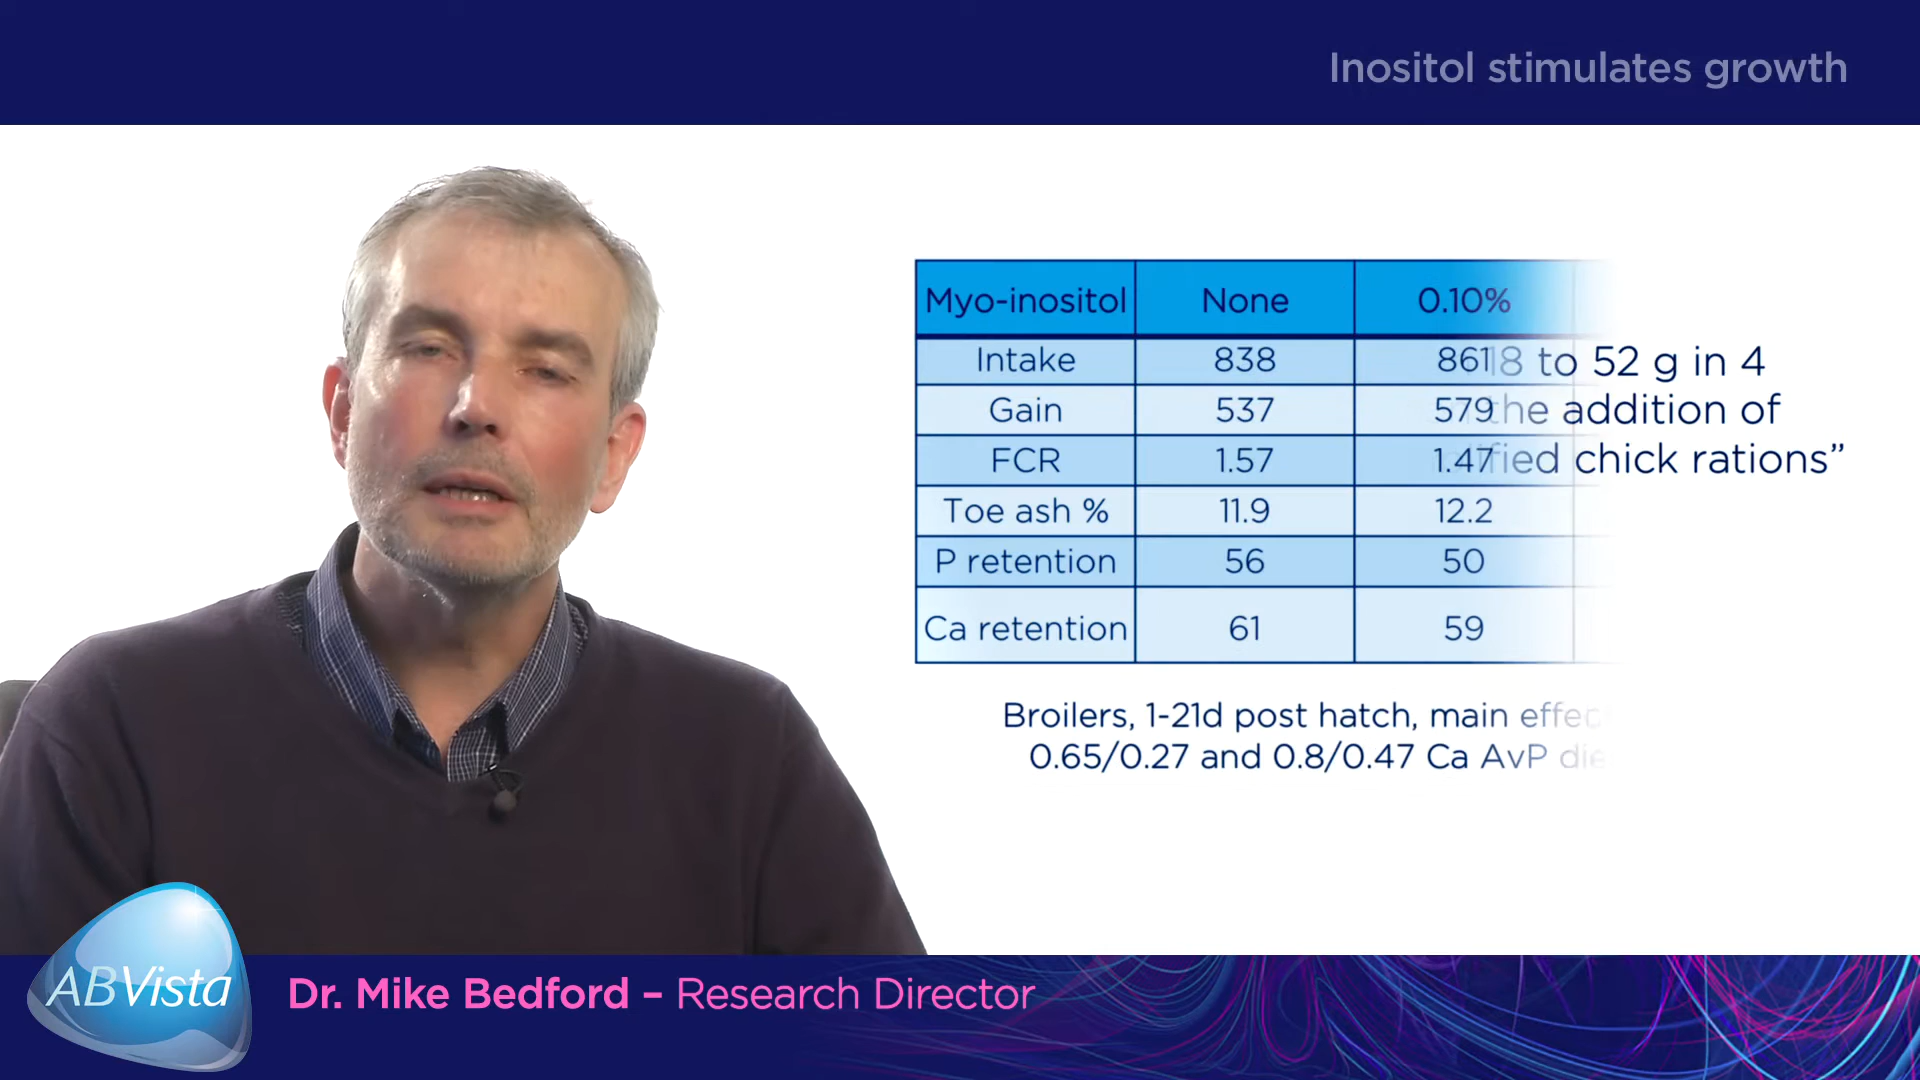 Inositol stimulates growth
Myo-inositol None 0.10%
Intake 838 861
Gain 537 579
FCR 1.57 1.47
Toe ash % 11.9 12.2
P retention 56 50
Ca retention 61 59
to 52 g in 4
the addition of
chick rations”
Broilers, 1-21d post hatch, main
0.65/0.27 and 0.8/0.47 Ca AvP
ABVista
Dr. Mike Bedford – Research Director